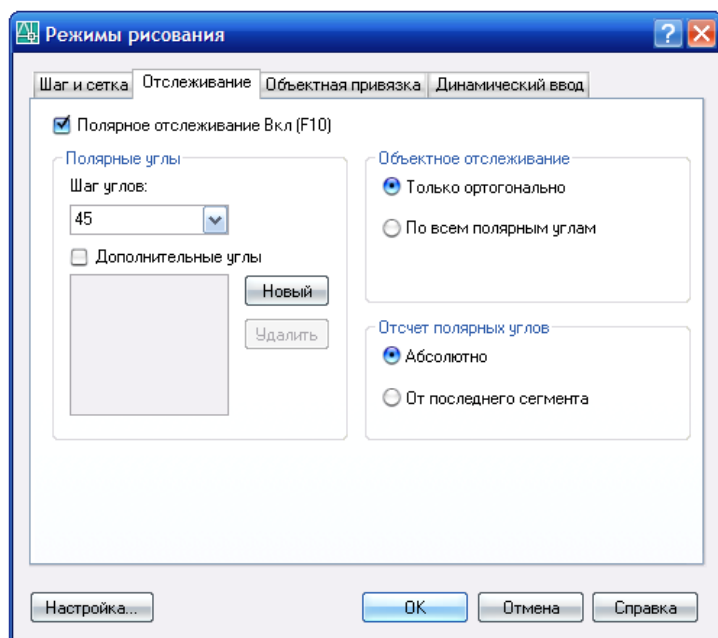 Режимы рисования
Шаг и сетка Отслеживание Объектная привязка Динамический ввод
Полярное отслеживание Вкл (F10)
Полярные углы
Шаг углов:
45
Дополнительные углы
Новый
Удалить
Объектное отслеживание
Только ортогонально
По всем полярным углам
Отсчет полярных углов
Абсолютно
От последнего сегмента
Настройка...
OK
Отмена
Справка